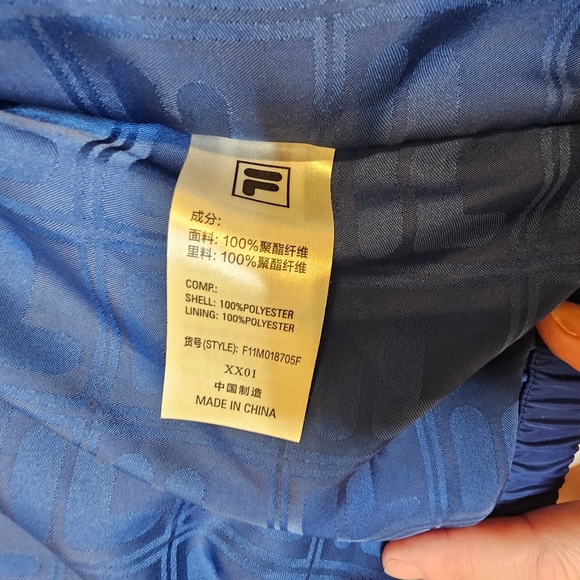 F
成分:
面料: 100%聚酯纤维
里料: 100%聚酯纤维
COMP.:
SHELL: 100%POLYESTER
LINING: 100%POLYESTER
货号(STYLE): F11M018705F
XX01
中国制造
MADE IN CHINA